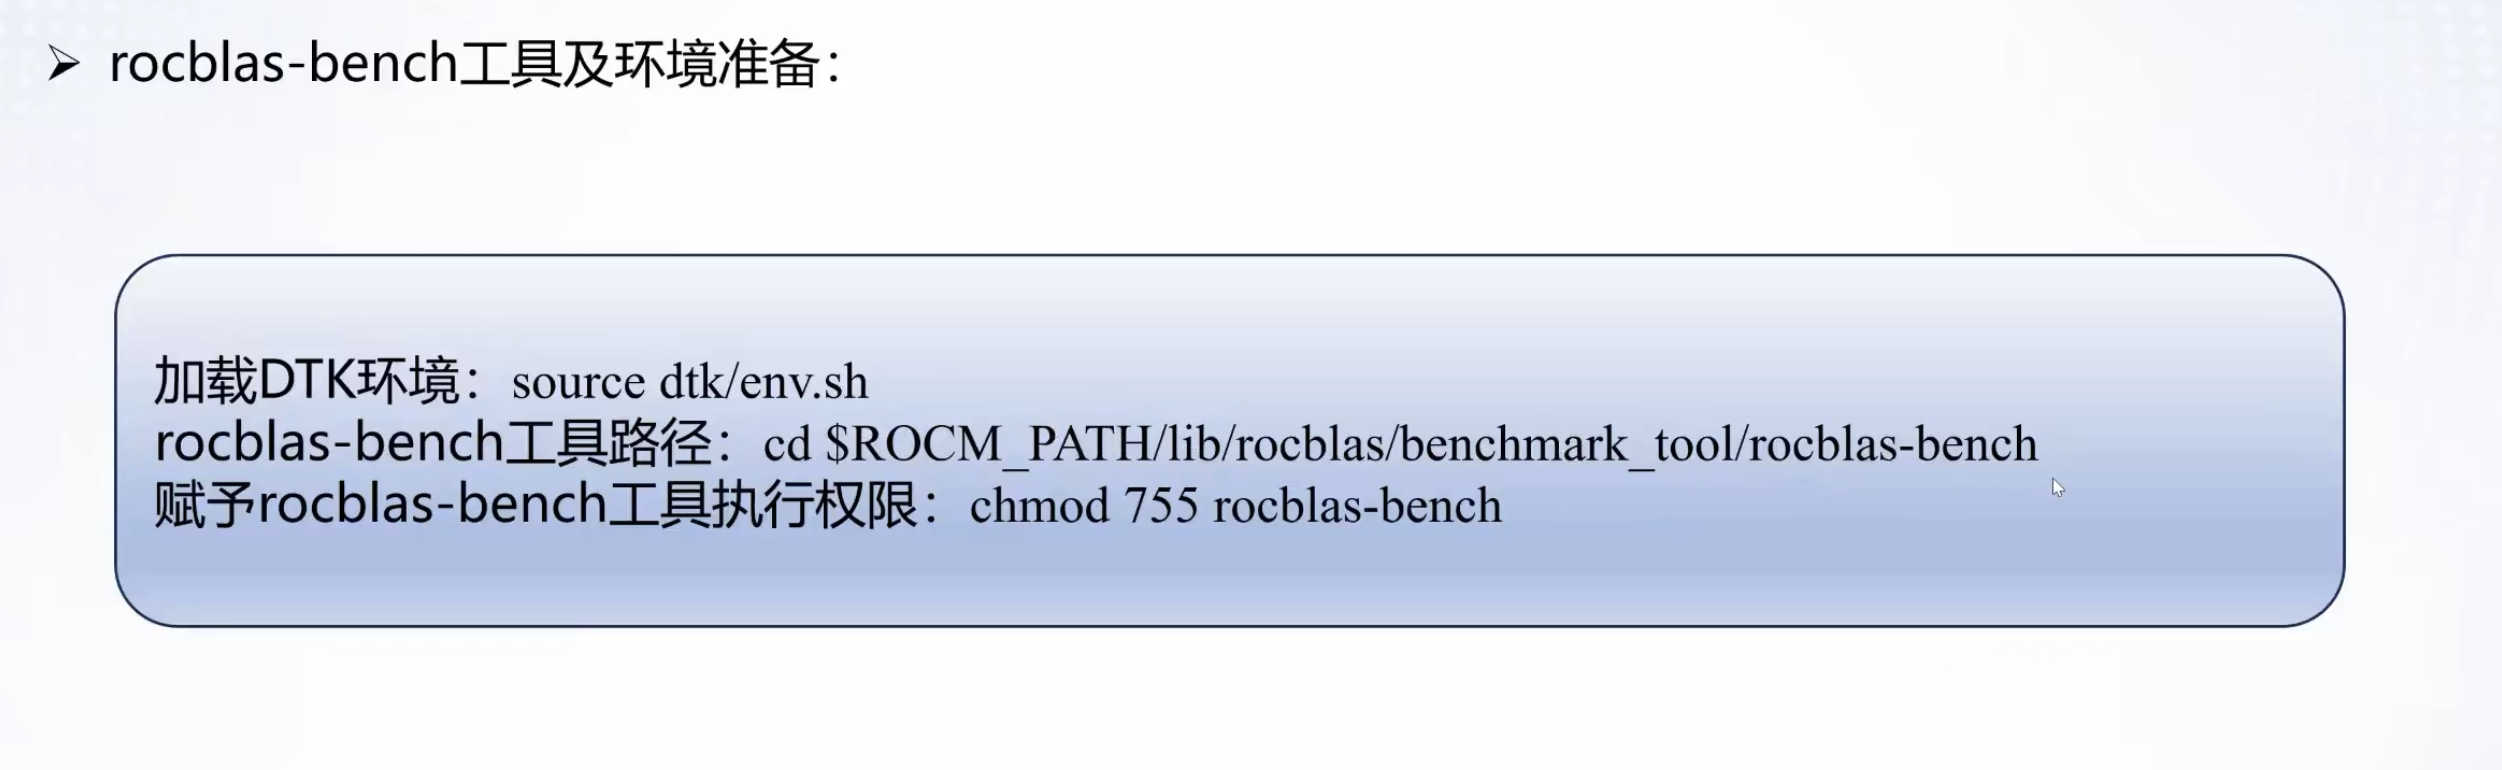 rocblas-bench工具及环境准备：
加载DTK环境：source dtk/env.sh
rocblas-bench工具路径：cd $ROCM_PATH/lib/rocblas/benchmark_tool/rocblas-bench
赋予rocblas-bench工具执行权限：chmod 755 rocblas-bench